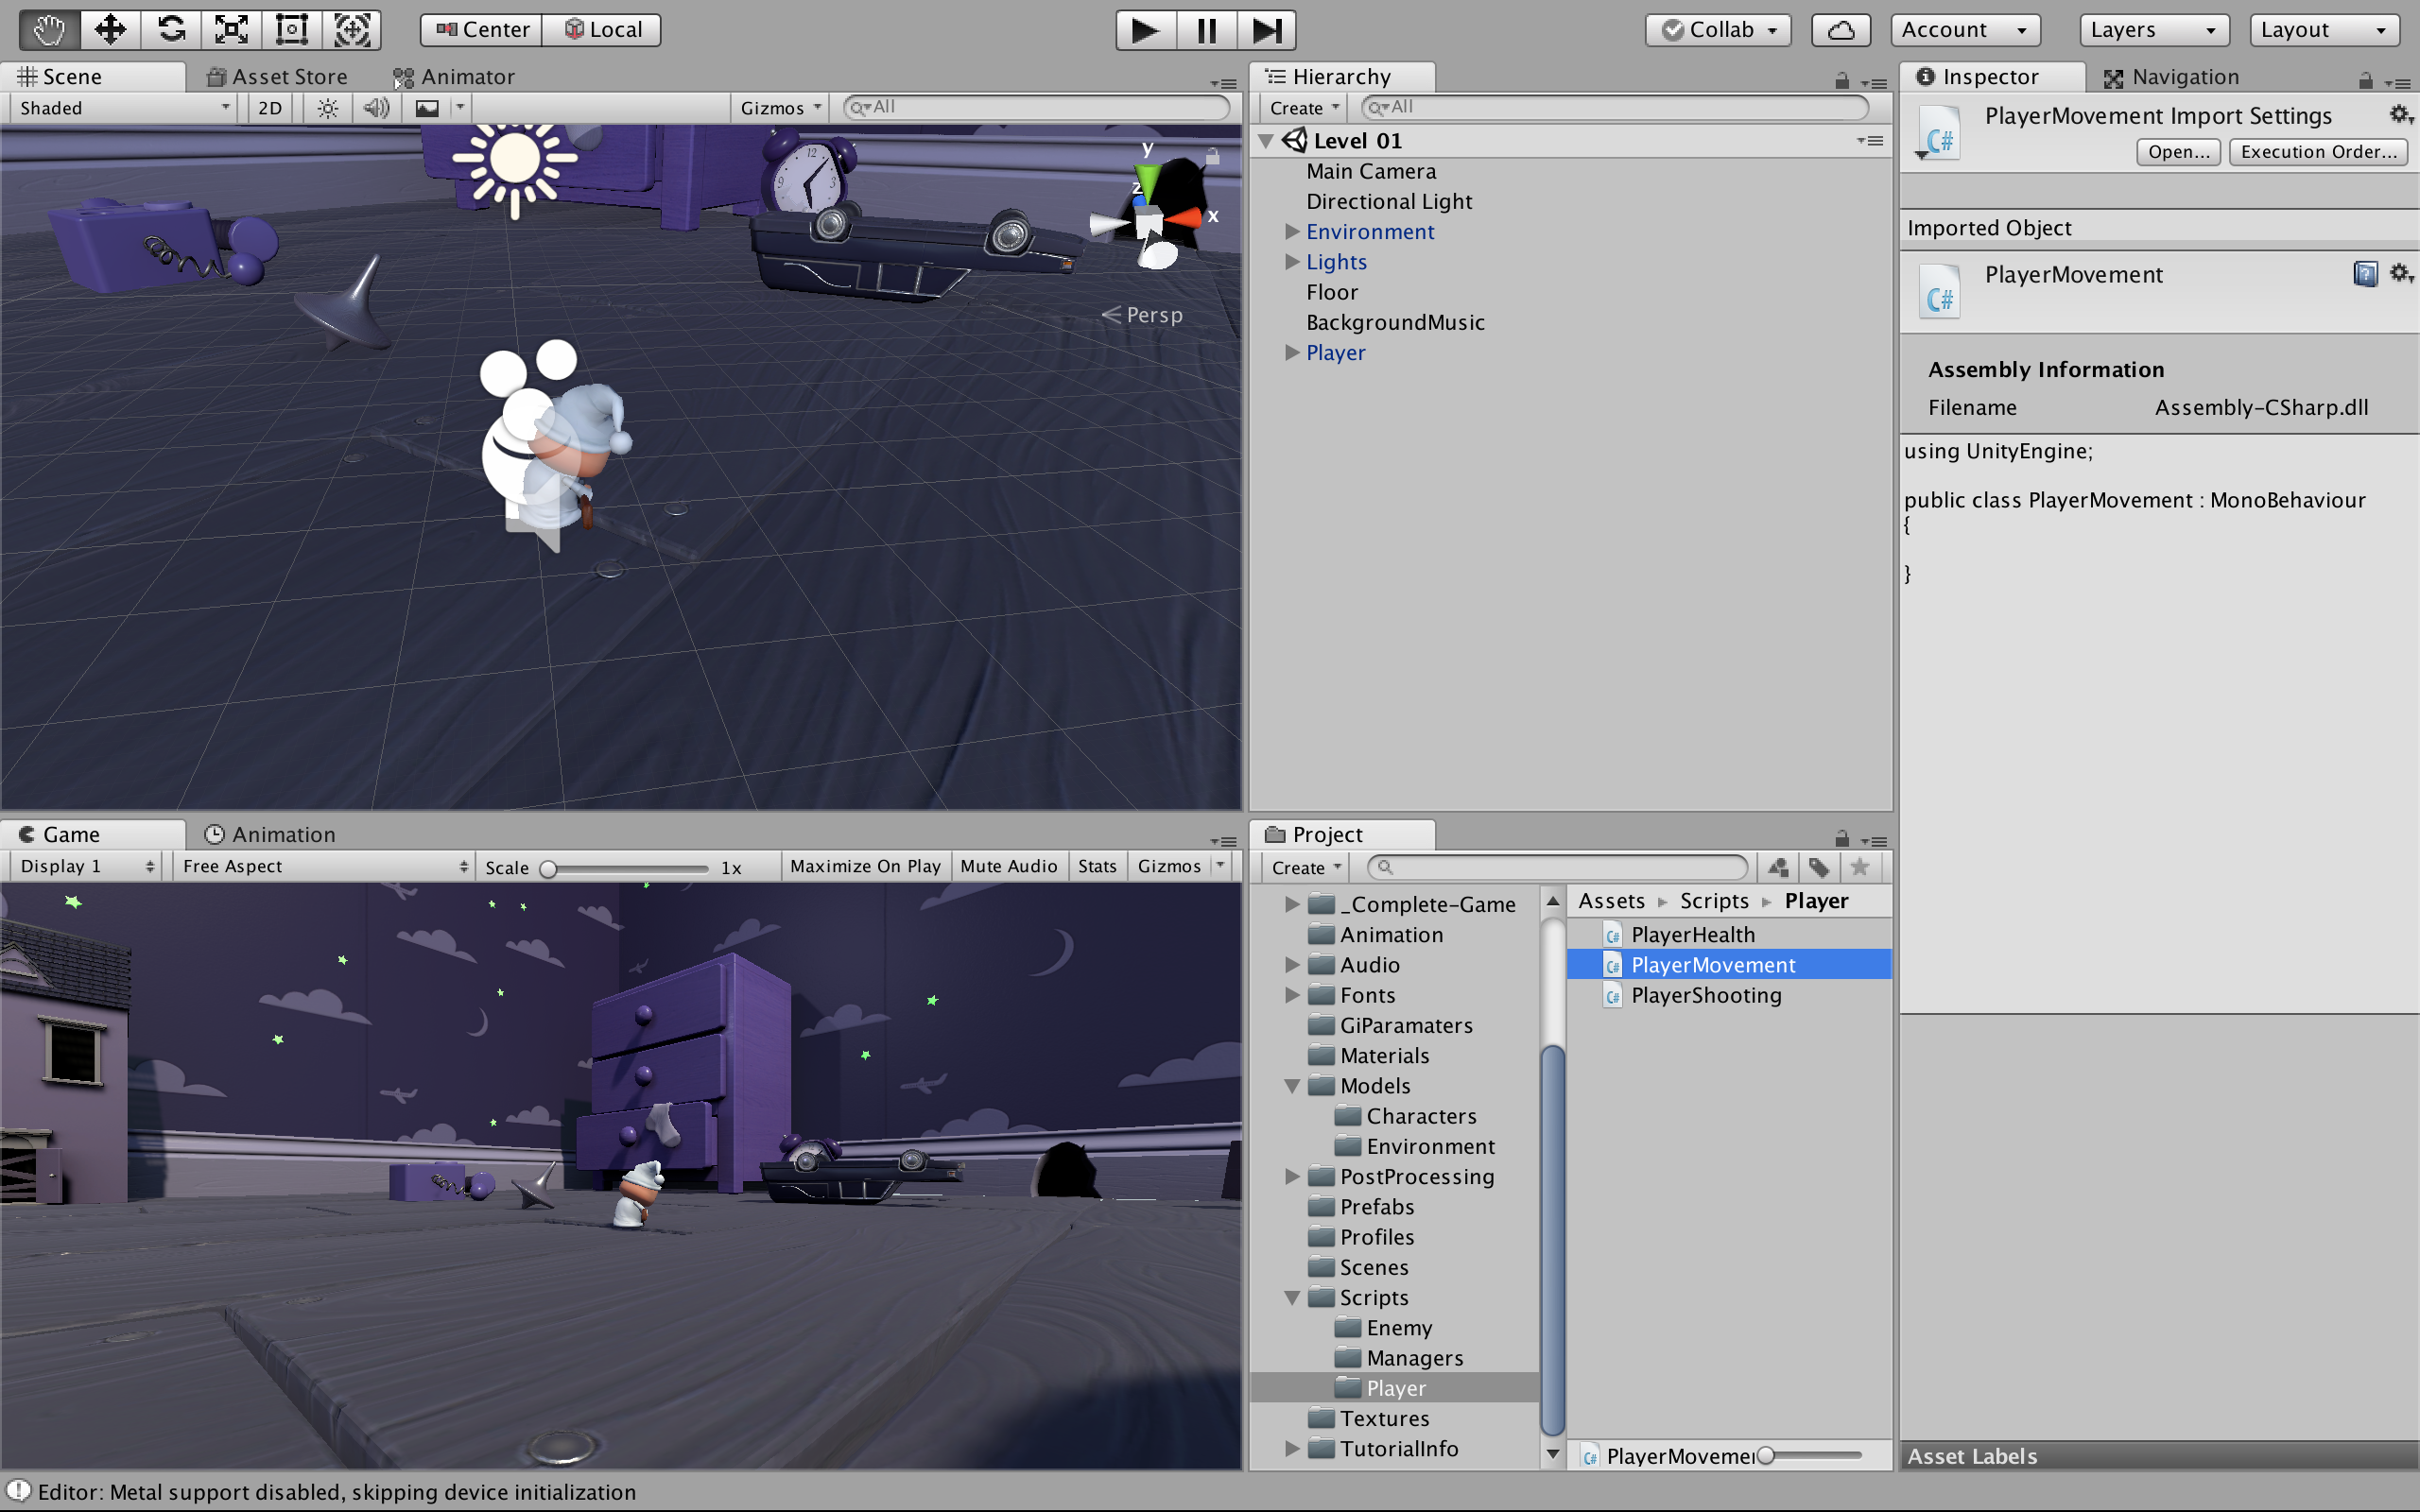 Center Local Collab Account Layers Layout
Scene Asset Store Animator
Shaded 2D Gizmos All
12
9 3
y
z
x
Persp
Hierarchy
Create All
Level 01
Main Camera
Directional Light
Environment
Lights
Floor
BackgroundMusic
Player
Inspector Navigation
PlayerMovement Import Settings
C#
Open... Execution Order...
Imported Object
PlayerMovement
C#
Assembly Information
Filename Assembly-CSharp.dll
using UnityEngine;
public class PlayerMovement : MonoBehaviour
{
}
Asset Labels
Game Animation
Display 1 Free Aspect Scale 1x Maximize On Play Mute Audio Stats Gizmos
Project
Create
_Complete-Game
Animation
Audio
Fonts
GiParamaters
Materials
Models
Characters
Environment
PostProcessing
Prefabs
Profiles
Scenes
Scripts
Enemy
Managers
Player
Textures
TutorialInfo
Assets Scripts Player
C# PlayerHealth
C# PlayerMovement
C# PlayerShooting
C# PlayerMovemer
Editor: Metal support disabled, skipping device initialization